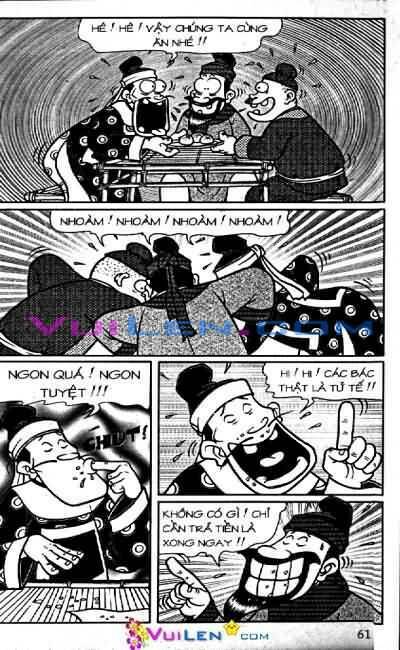 HÊ ! HÊ ! VẬY CHÚNG TA CÙNG
ĂN NHÉ !!
NHOÀM ! NHOÀM ! NHOÀM ! NHOÀM !
VuiLen.com
NGON QUÁ ! NGON
TUYỆT !!!
CHỤT!
HI ! HI ! CÁC BÁC
THẬT LÀ TỬ TẾ !!
KHÔNG CÓ GÌ ! CHỈ
CẦN TRẢ TIỀN LÀ
XONG NGAY !!
61
VuiLen.com